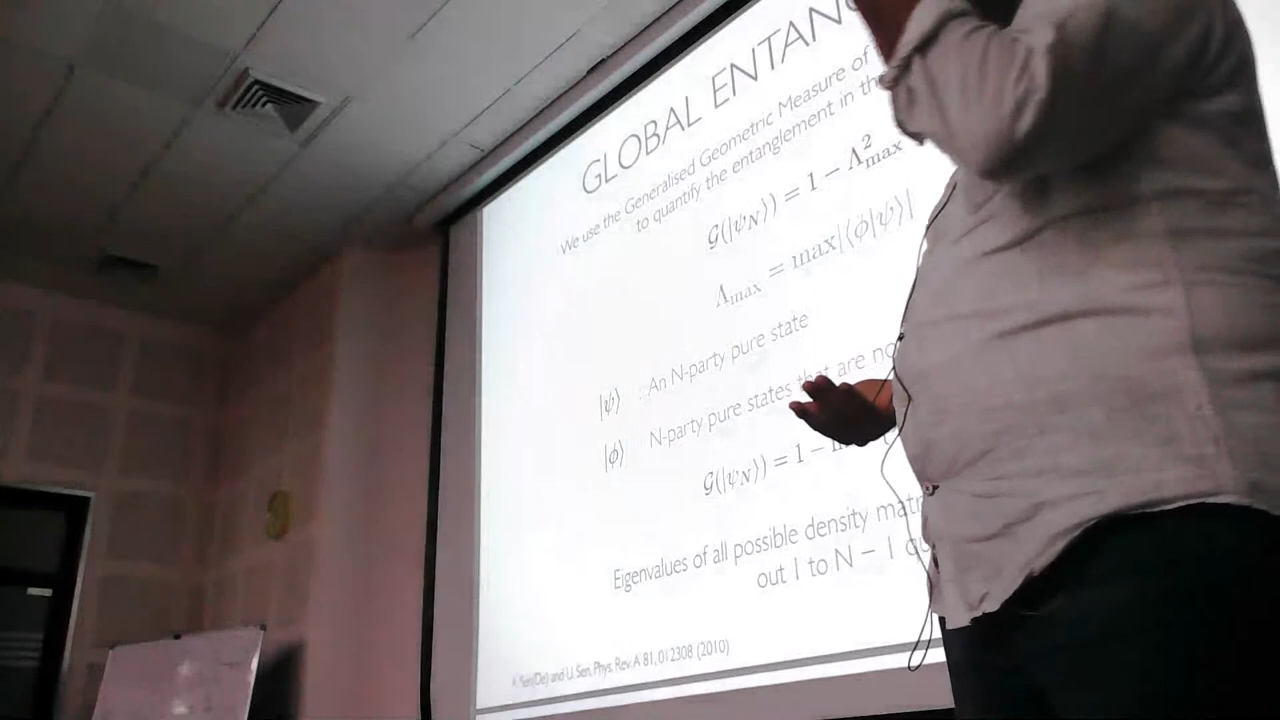 GLOBAL ENTAN
We use the Generalised Geometric Measure of
to quantify the entanglement in the
𝒢(|ψ_N⟩) = 1 − Λ²_max
Λ_max = max|⟨ϕ|ψ⟩|
|ψ⟩ : An N-party pure state
|ϕ⟩ N-party pure states that are no
𝒢(|ψ_N⟩) = 1 −
Eigenvalues of all possible density matr
out 1 to N − 1 qu
Sen(De) and U. Sen, Phys. Rev. A 81, 012308 (2010)